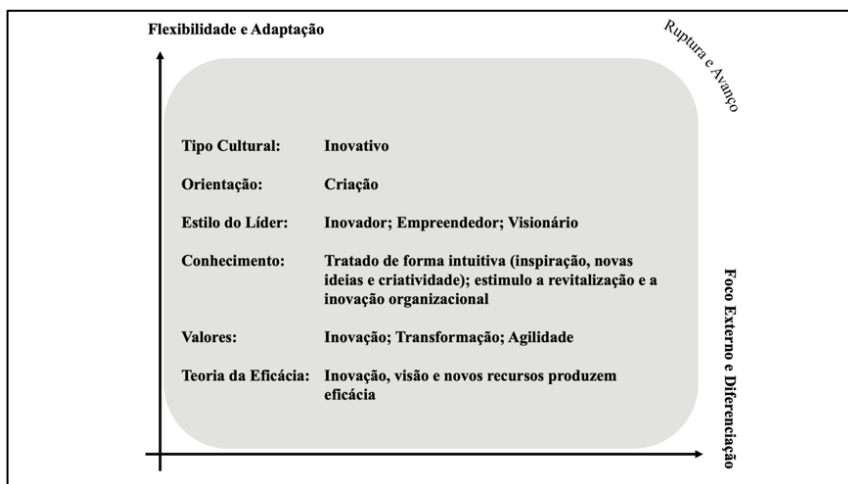 Flexibilidade e Adaptação
Ruptura e Avanço
Tipo Cultural: Inovativo
Orientação: Criação
Estilo do Líder: Inovador; Empreendedor; Visionário
Conhecimento: Tratado de forma intuitiva (inspiração, novas
ideias e criatividade); estimulo a revitalização e a
inovação organizacional
Valores: Inovação; Transformação; Agilidade
Teoria da Eficácia: Inovação, visão e novos recursos produzem
eficácia
Foco Externo e Diferenciação